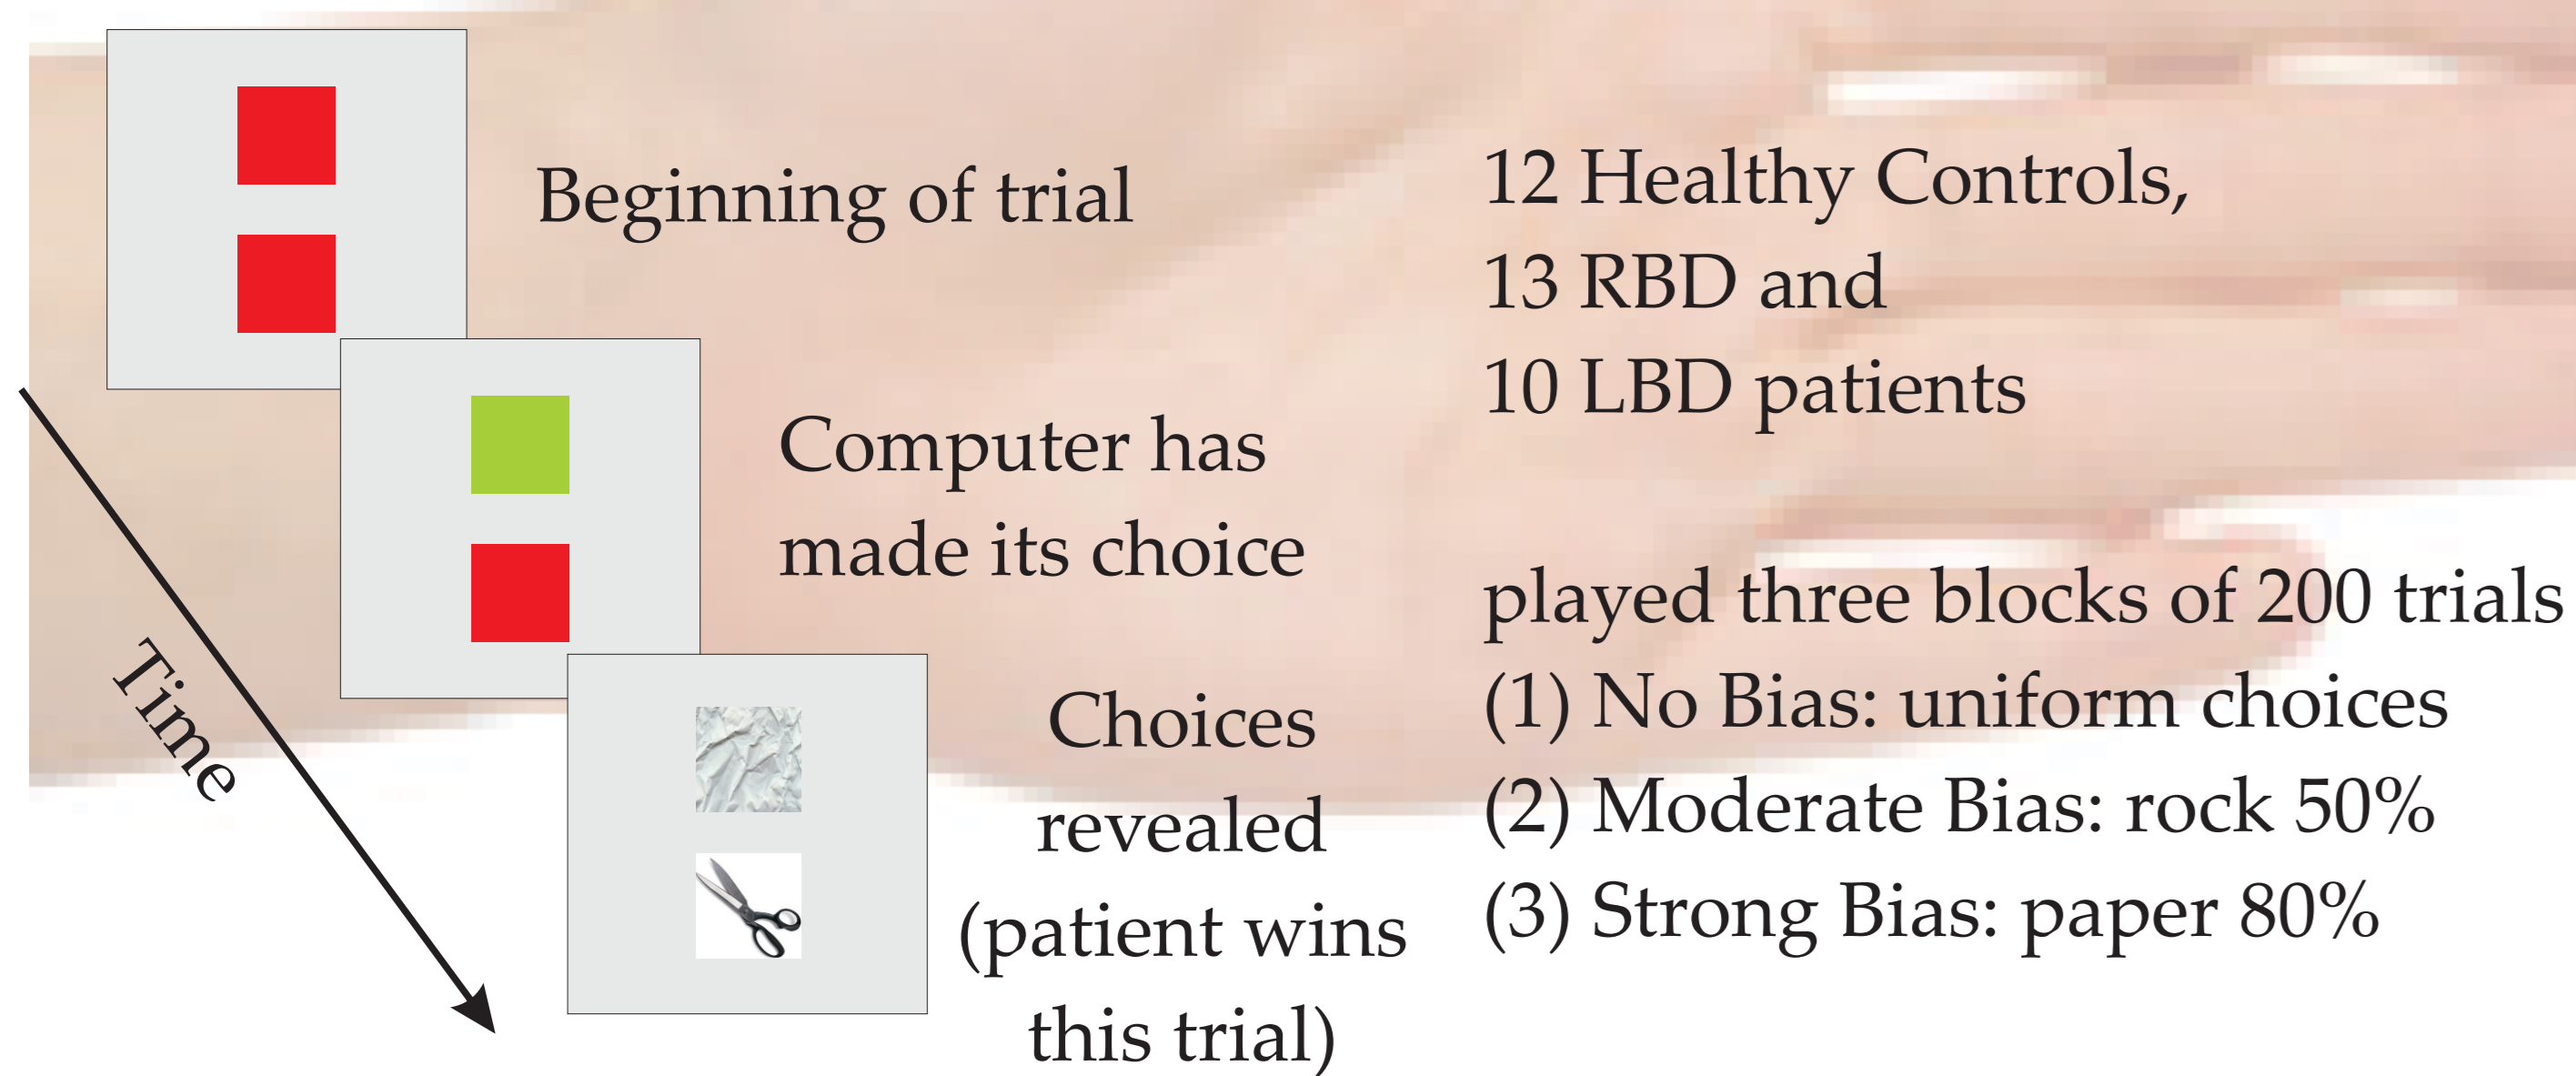 Beginning of trial
Computer has
made its choice
Choices
revealed
(patient wins
this trial)
Time
12 Healthy Controls,
13 RBD and
10 LBD patients
played three blocks of 200 trials
(1) No Bias: uniform choices
(2) Moderate Bias: rock 50%
(3) Strong Bias: paper 80%